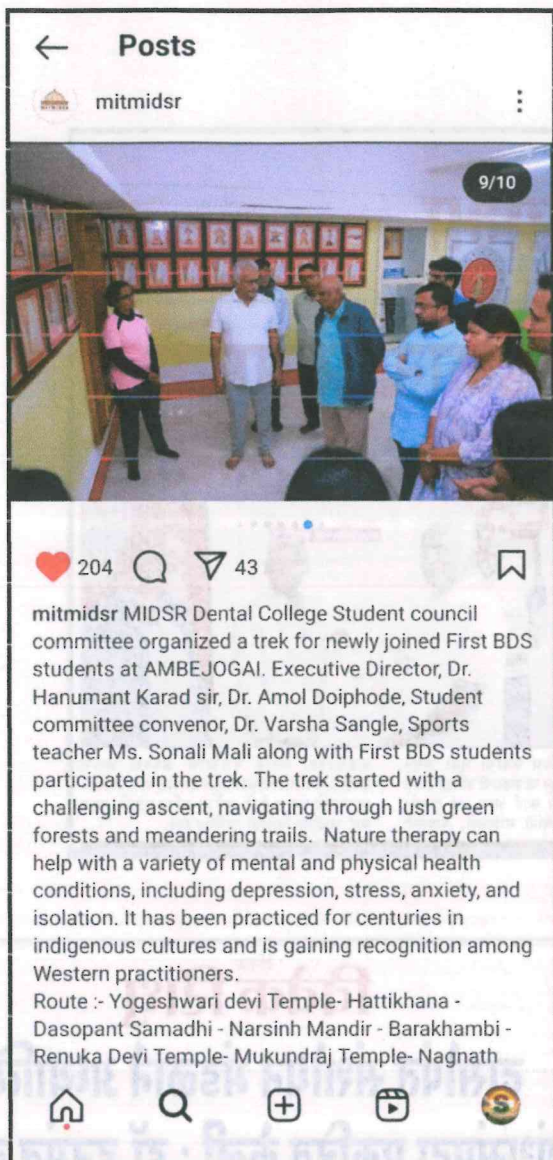 Posts
mitmidsr
9/10
204
43
mitmidsr MIDSR Dental College Student council
committee organized a trek for newly joined First BDS
students at AMBEJOGAI. Executive Director, Dr.
Hanumant Karad sir, Dr. Amol Doiphode, Student
committee convenor, Dr. Varsha Sangle, Sports
teacher Ms. Sonali Mali along with First BDS students
participated in the trek. The trek started with a
challenging ascent, navigating through lush green
forests and meandering trails. Nature therapy can
help with a variety of mental and physical health
conditions, including depression, stress, anxiety, and
isolation. It has been practiced for centuries in
indigenous cultures and is gaining recognition among
Western practitioners.
Route :- Yogeshwari devi Temple- Hattikhana -
Dasopant Samadhi - Narsinh Mandir - Barakhambi -
Renuka Devi Temple- Mukundraj Temple- Nagnath
S